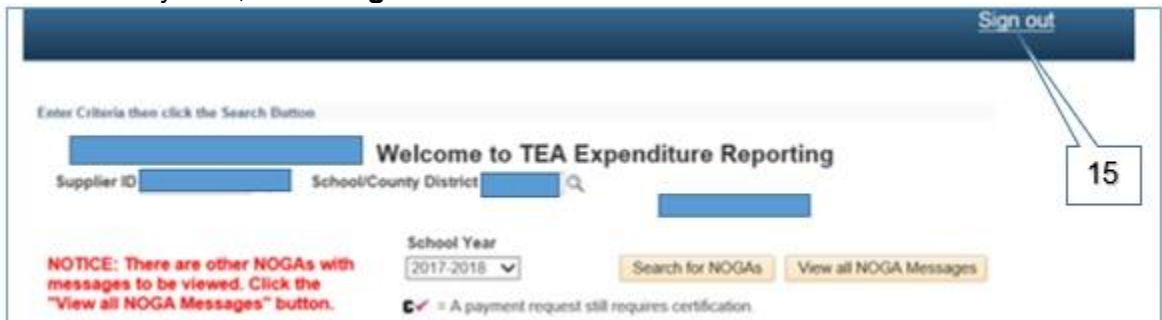 Sign out
Enter Criteria then click the Search Button
Welcome to TEA Expenditure Reporting
15
Supplier ID School/County District
School Year
NOTICE: There are other NOGAs with
messages to be viewed. Click the
"View all NOGA Messages" button.
2017-2018
Search for NOGAs View all NOGA Messages
= A payment request still requires certification.